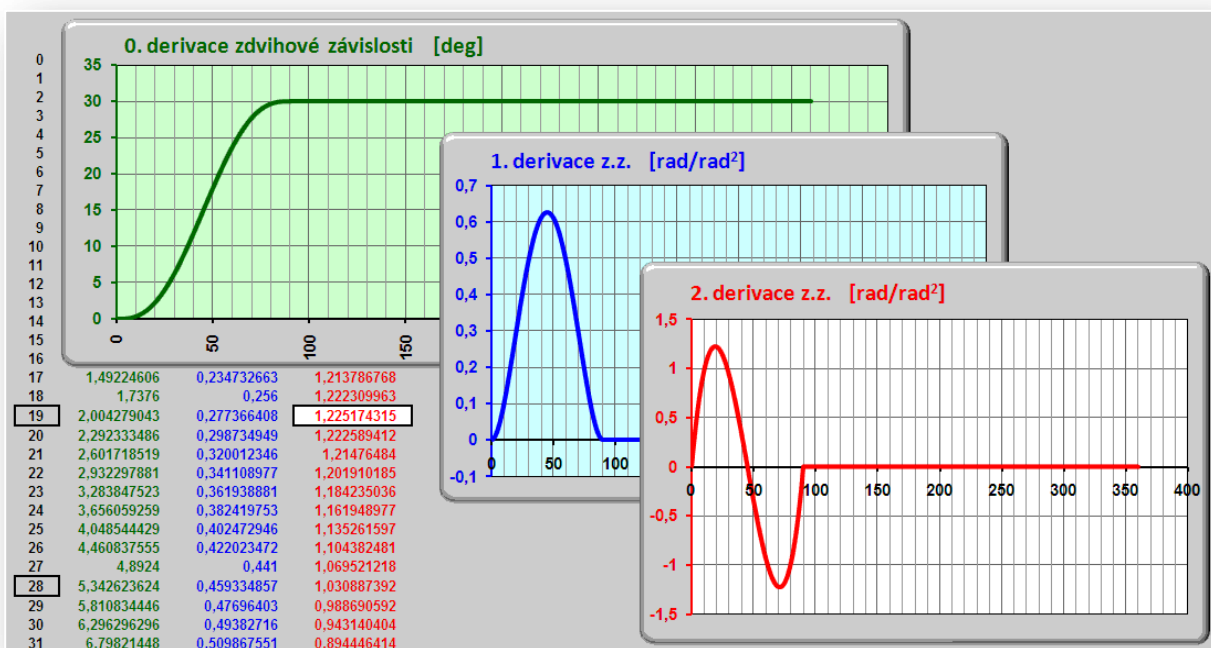 0. derivace zdvihové závislosti [deg]
35
30
25
20
15
10
5
0
0
50
100
150
1. derivace z.z. [rad/rad²]
0,7
0,6
0,5
0,4
0,3
0,2
0,1
0
-0,1
0
50
100
2. derivace z.z. [rad/rad²]
1,5
1
0,5
0
-0,5
-1
-1,5
0 50 100 150 200 250 300 350 400
0
1
2
3
4
5
6
7
8
9
10
11
12
13
14
15
16
17 1,49224606 0,234732663 1,213786768
18 1,7376 0,256 1,222309963
19 2,004279043 0,277366408 1,225174315
20 2,292333486 0,298734949 1,222589412
21 2,601718519 0,320012346 1,21476484
22 2,932297881 0,341108977 1,201910185
23 3,283847523 0,361938881 1,184235036
24 3,656059259 0,382419753 1,161948977
25 4,048544429 0,402472946 1,135261597
26 4,460837555 0,422023472 1,104382481
27 4,8924 0,441 1,069521218
28 5,342623624 0,459334857 1,030887392
29 5,810834446 0,47696403 0,988690592
30 6,296296296 0,49382716 0,943140404
31 6,79821448 0,509867551 0,894446414